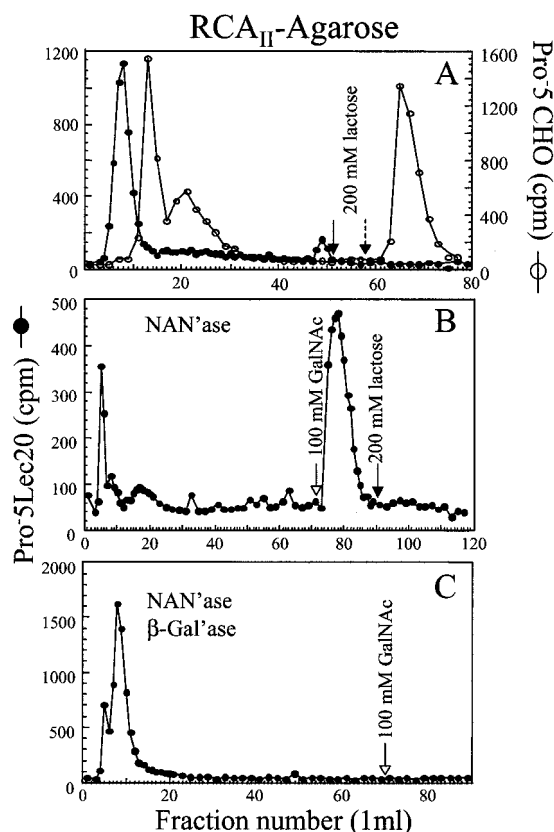 RCA_II-Agarose
A
1200
1000
800
400
200
0
1600
1200
800
400
0
200 mM lactose
20
40
60
80
Pro-5 CHO (cpm)
B
NAN'ase
500
400
300
200
100
0
100 mM GalNAc
200 mM lactose
0
20
40
60
80
100
120
Pro-5Lec20 (cpm)
C
NAN'ase
β-Gal'ase
2000
1500
1000
500
0
100 mM GalNAc
0
20
40
60
80
Fraction number (1ml)